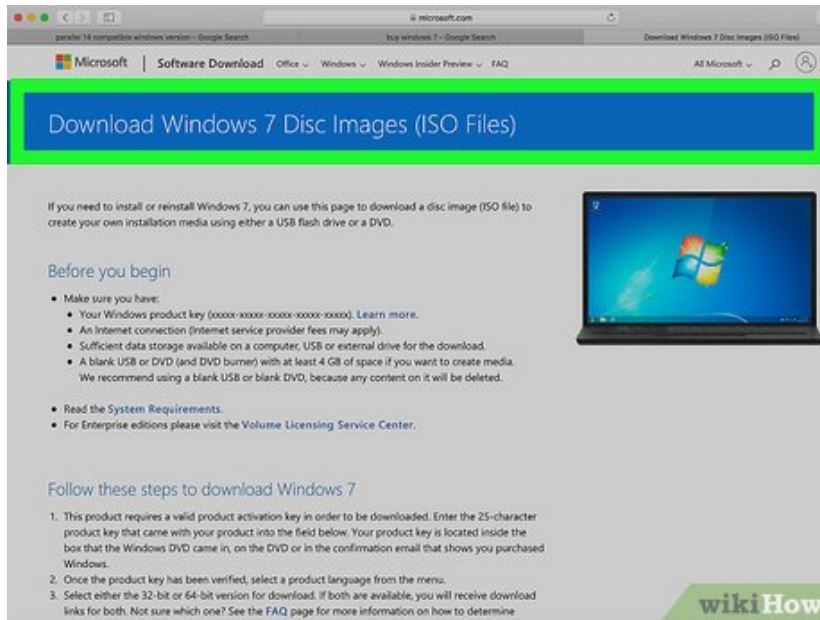 microsoft.com
parallel 14 compatible windows version - Google Search
buy windows 7 - Google Search
Download Windows 7 Disc Images (ISO Files)
Microsoft | Software Download Office Windows Windows Insider Preview FAQ All Microsoft
Download Windows 7 Disc Images (ISO Files)
If you need to install or reinstall Windows 7, you can use this page to download a disc image (ISO file) to
create your own installation media using either a USB flash drive or a DVD.
Before you begin
• Make sure you have:
• Your Windows product key (xxxxx-xxxxx-xxxxx-xxxxx-xxxxx). Learn more.
• An Internet connection (Internet service provider fees may apply).
• Sufficient data storage available on a computer, USB or external drive for the download.
• A blank USB or DVD (and DVD burner) with at least 4 GB of space if you want to create media.
We recommend using a blank USB or blank DVD, because any content on it will be deleted.
• Read the System Requirements.
• For Enterprise editions please visit the Volume Licensing Service Center.
Follow these steps to download Windows 7
1. This product requires a valid product activation key in order to be downloaded. Enter the 25-character
product key that came with your product into the field below. Your product key is located inside the
box that the Windows DVD came in, on the DVD or in the confirmation email that shows you purchased
Windows.
2. Once the product key has been verified, select a product language from the menu.
3. Select either the 32-bit or 64-bit version for download. If both are available, you will receive download
links for both. Not sure which one? See the FAQ page for more information on how to determine
wikiHow